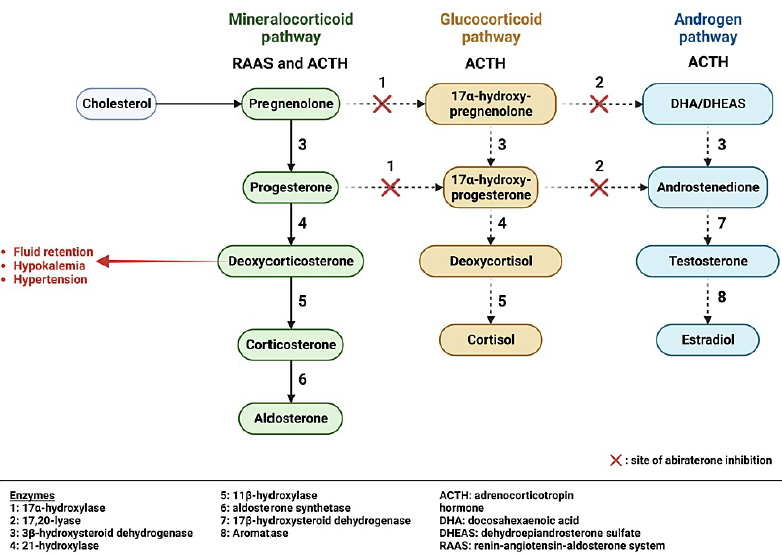 Mineralocorticoid
pathway
RAAS and ACTH
Glucocorticoid
pathway
ACTH
Androgen
pathway
ACTH
Cholesterol
Pregnenolone
1
17α-hydroxy-
pregnenolone
2
DHA/DHEAS
3
3
3
Progesterone
1
17α-hydroxy-
progesterone
2
Androstenedione
4
4
7
Fluid retention
Hypokalemia
Hypertension
Deoxycorticosterone
Deoxycortisol
Testosterone
5
5
8
Corticosterone
Cortisol
Estradiol
6
Aldosterone
: site of abiraterone inhibition
Enzymes
1: 17α-hydroxylase
2: 17,20-lyase
3: 3β-hydroxysteroid dehydrogenase
4: 21-hydroxylase
5: 11β-hydroxylase
6: aldosterone synthetase
7: 17β-hydroxysteroid dehydrogenase
8: Aromatase
ACTH: adrenocorticotropin
hormone
DHA: docosahexaenoic acid
DHEAS: dehydroepiandrosterone sulfate
RAAS: renin-angiotensin-aldosterone system